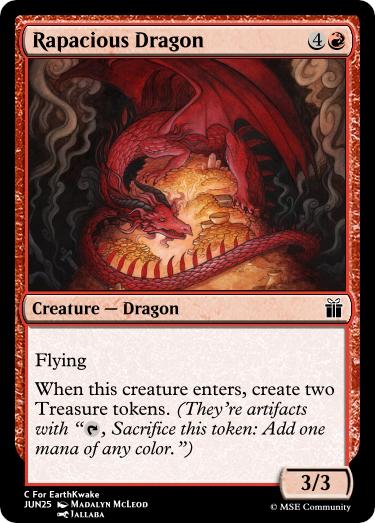 Rapacious Dragon 4
Creature — Dragon
Flying
When this creature enters, create two
Treasure tokens. (They're artifacts
with “, Sacrifice this token: Add one
mana of any color.”)
3/3
C For EarthKwake
JUN25 Madalyn McLeod © MSE Community
Jallaba